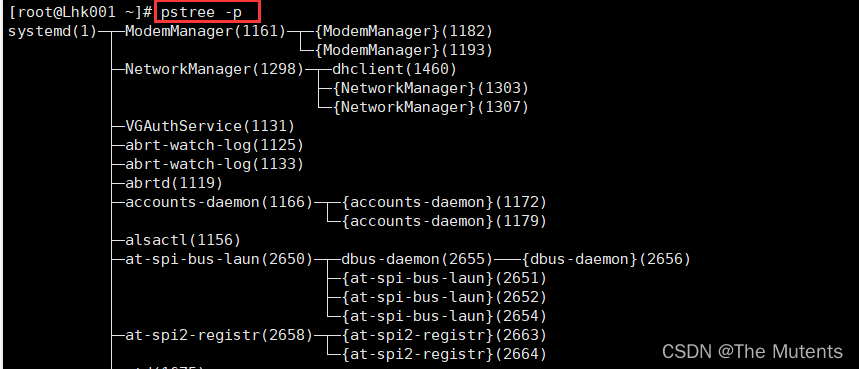 [root@Lhk001 ~]# pstree -p
systemd(1)─┬─ModemManager(1161)─┬─{ModemManager}(1182)
           │                    └─{ModemManager}(1193)
           ├─NetworkManager(1298)─┬─dhclient(1460)
           │                      ├─{NetworkManager}(1303)
           │                      └─{NetworkManager}(1307)
           ├─VGAuthService(1131)
           ├─abrt-watch-log(1125)
           ├─abrt-watch-log(1133)
           ├─abrtd(1119)
           ├─accounts-daemon(1166)─┬─{accounts-daemon}(1172)
           │                       └─{accounts-daemon}(1179)
           ├─alsactl(1156)
           ├─at-spi-bus-laun(2650)─┬─dbus-daemon(2655)───{dbus-daemon}(2656)
           │                       ├─{at-spi-bus-laun}(2651)
           │                       ├─{at-spi-bus-laun}(2652)
           │                       └─{at-spi-bus-laun}(2654)
           ├─at-spi2-registr(2658)─┬─{at-spi2-registr}(2663)
           │                       └─{at-spi2-registr}(2664)
CSDN @The Mutents